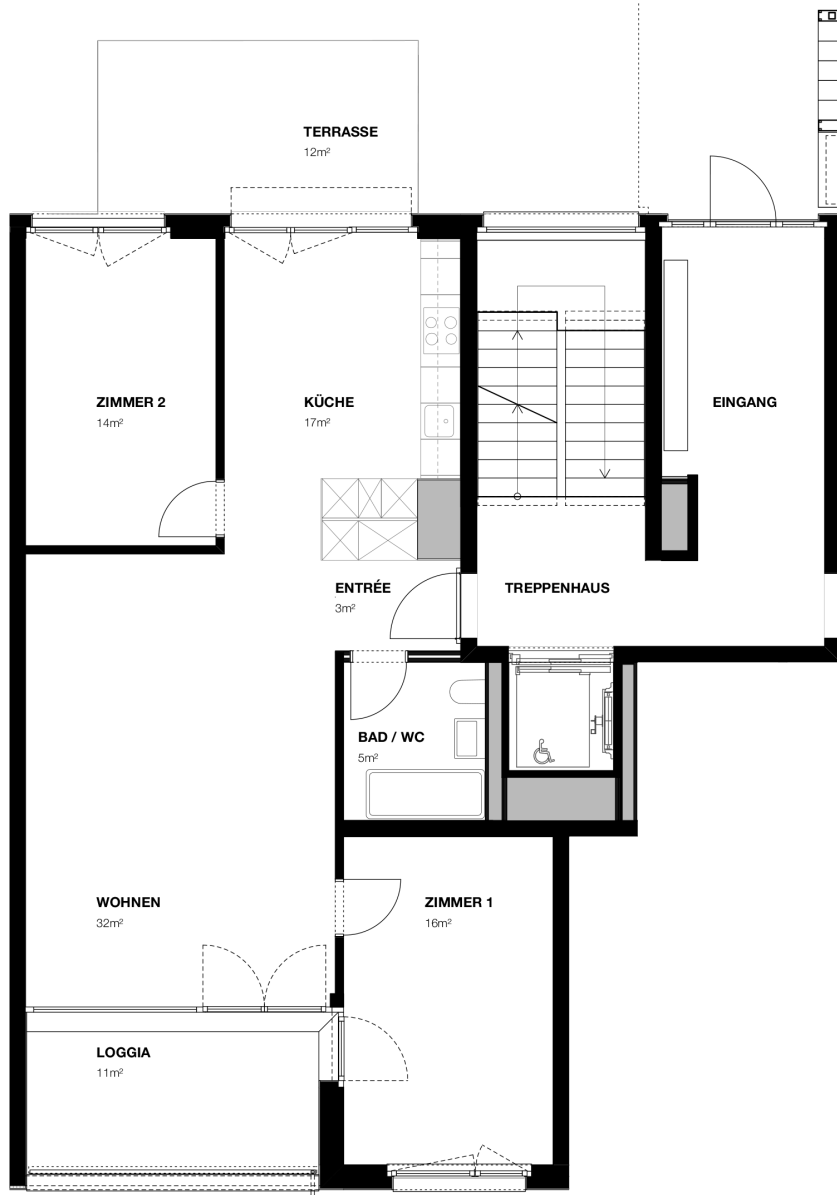 TERRASSE
12m²
ZIMMER 2
14m²
KÜCHE
17m²
EINGANG
ENTRÉE
3m²
TREPPENHAUS
BAD / WC
5m²
WOHNEN
32m²
ZIMMER 1
16m²
LOGGIA
11m²